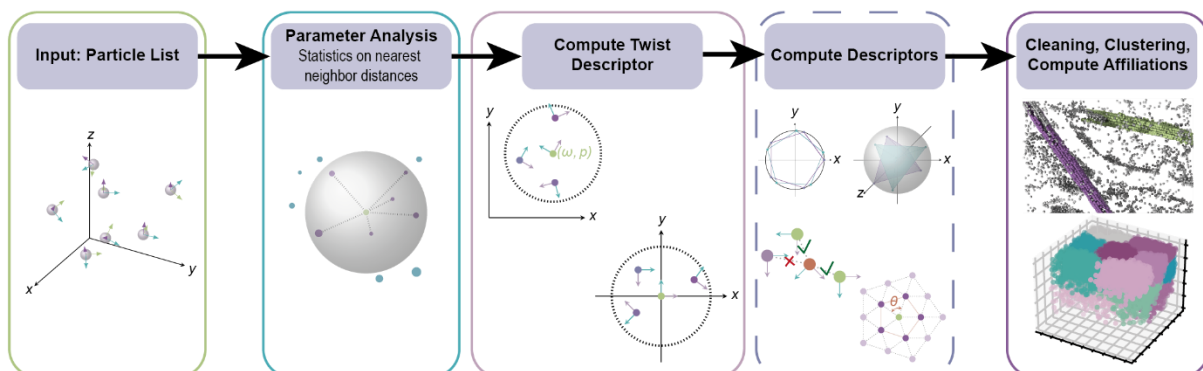 Input: Particle List
Parameter Analysis
Statistics on nearest
neighbor distances
Compute Twist
Descriptor
Compute Descriptors
Cleaning, Clustering,
Compute Affiliations
z
y
x
y
(ω, p)
x
y
x
y
x
y
x
z
θ